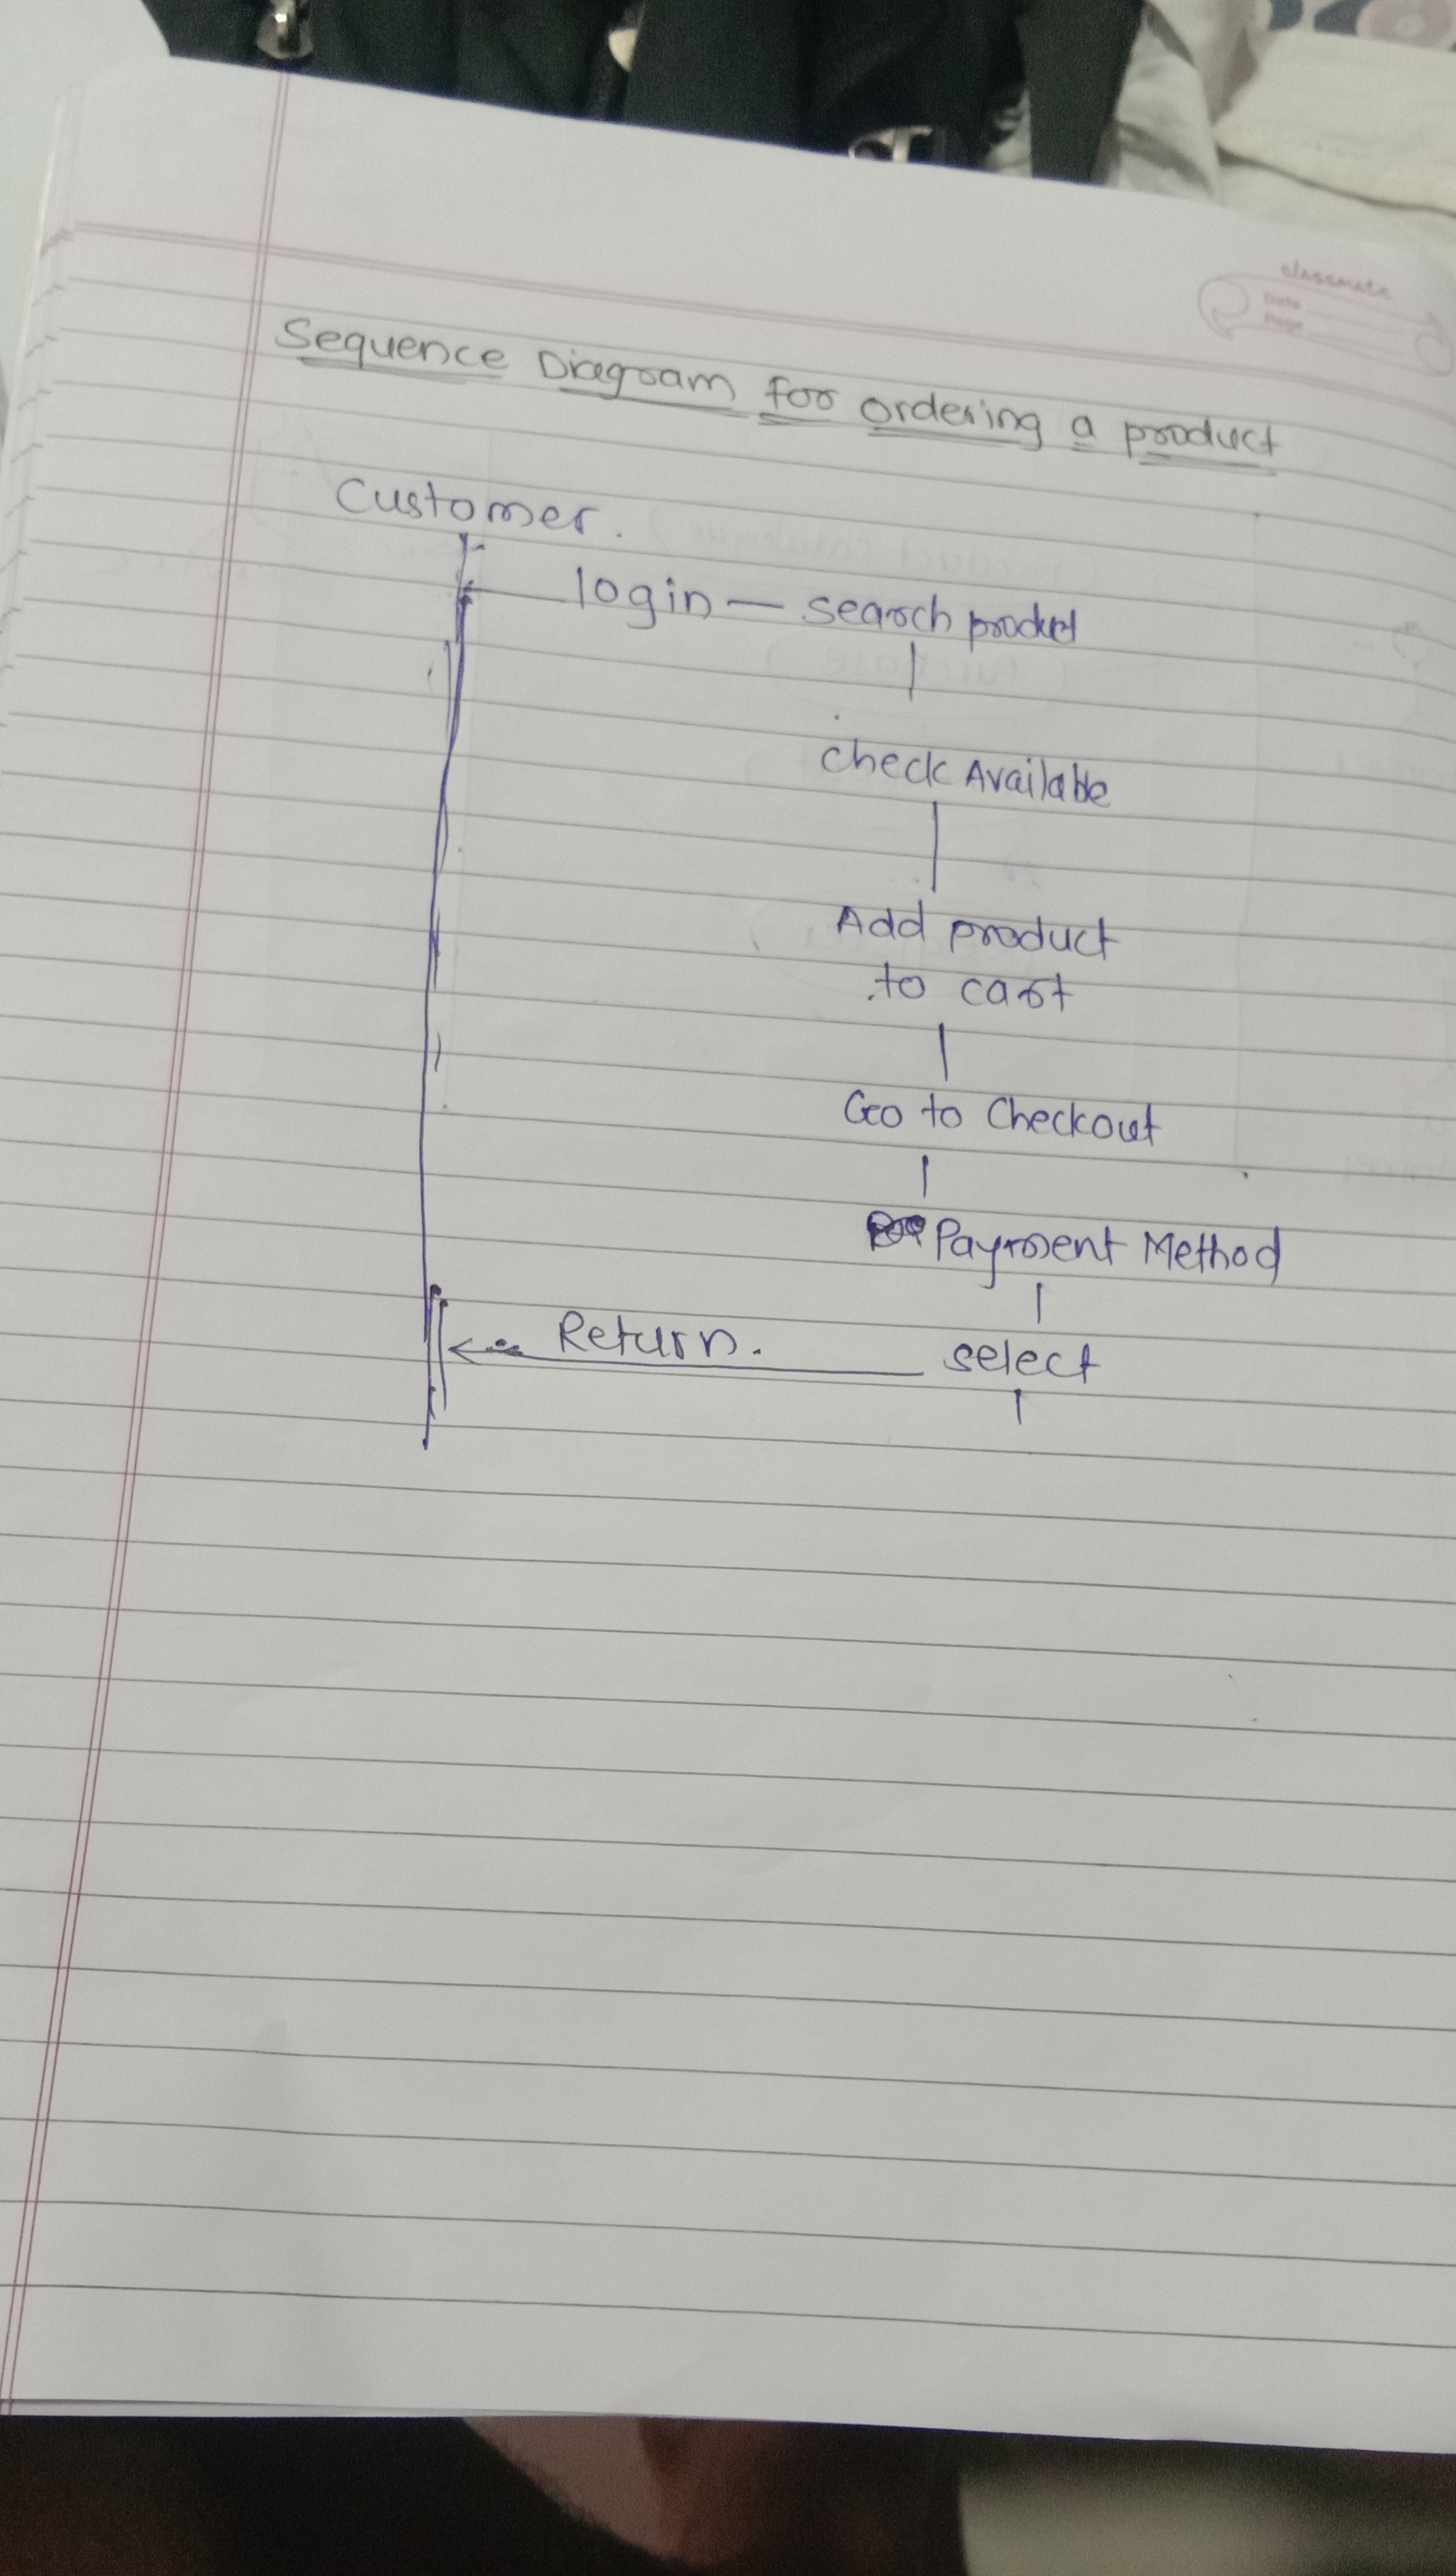 classmate
Date
Page
Sequence Diagram for ordering a product
Customer.
login — search product
check Available
Add product
to cart
Go to Checkout
Payment Method
Return. select